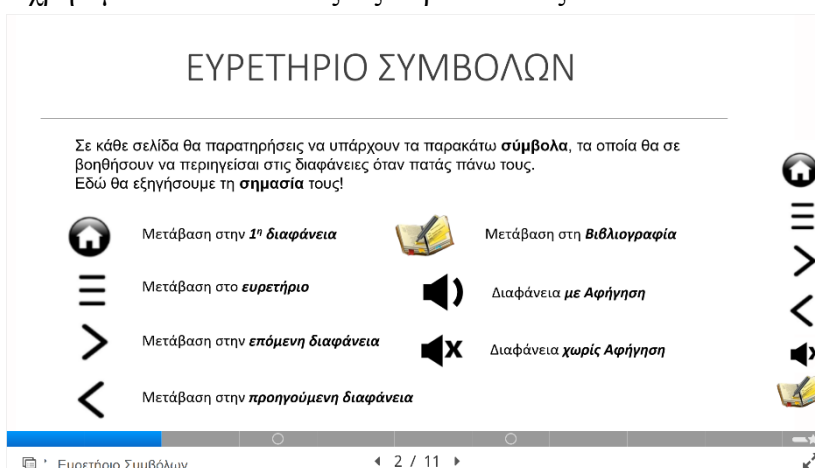 ΕΥΡΕΤΗΡΙΟ ΣΥΜΒΟΛΩΝ
Σε κάθε σελίδα θα παρατηρήσεις να υπάρχουν τα παρακάτω σύμβολα, τα οποία θα σε
βοηθήσουν να περιηγείσαι στις διαφάνειες όταν πατάς πάνω τους.
Εδώ θα εξηγήσουμε τη σημασία τους!
Μετάβαση στην 1η διαφάνεια
Μετάβαση στο ευρετήριο
Μετάβαση στην επόμενη διαφάνεια
Μετάβαση στην προηγούμενη διαφάνεια
Μετάβαση στη Βιβλιογραφία
Διαφάνεια με Αφήγηση
Διαφάνεια χωρίς Αφήγηση
Ευρετήριο Συμβόλων
2 / 11